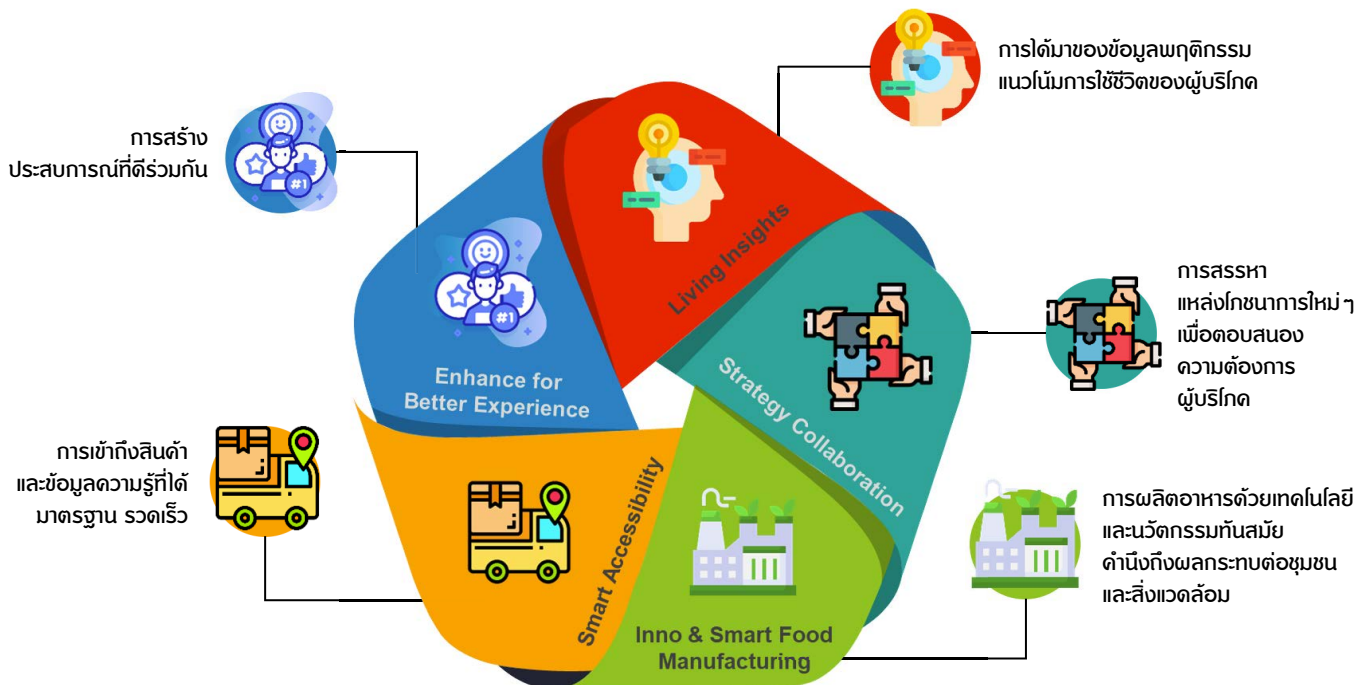 การได้มาของข้อมูลพฤติกรรม
แนวโน้มการใช้ชีวิตของผู้บริโภค
การสร้าง
ประสบการณ์ที่ดีร่วมกัน
#1
Living Insights
#1
Enhance for
Better Experience
การสรรหา
แหล่งโภชนาการใหม่ ๆ
เพื่อตอบสนอง
ความต้องการ
ผู้บริโภค
Strategy Collaboration
การเข้าถึงสินค้า
และข้อมูลความรู้ที่ได้
มาตรฐาน รวดเร็ว
Smart Accessibility
การผลิตอาหารด้วยเทคโนโลยี
และนวัตกรรมทันสมัย
คำนึงถึงผลกระทบต่อชุมชน
และสิ่งแวดล้อม
Inno & Smart Food
Manufacturing